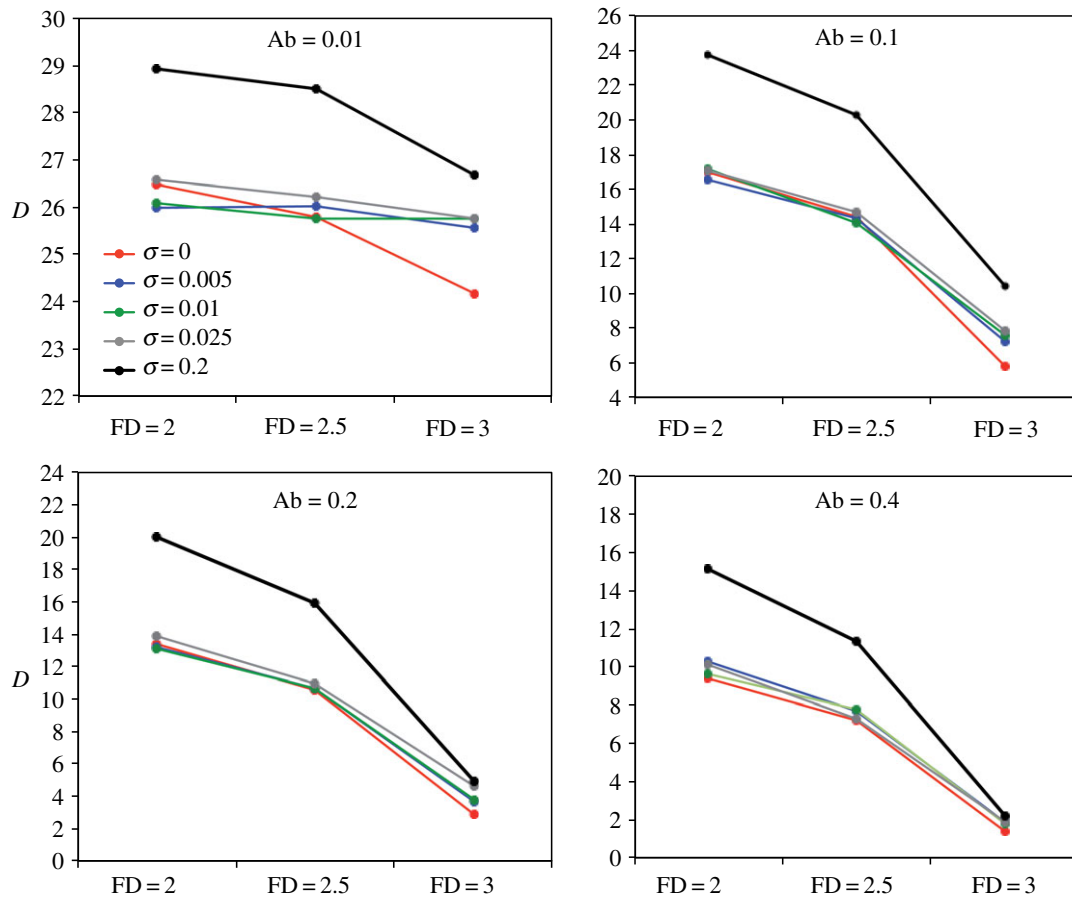 Ab = 0.01
30
29
28
27
26
25
24
23
22
D
σ = 0
σ = 0.005
σ = 0.01
σ = 0.025
σ = 0.2
FD = 2
FD = 2.5
FD = 3
Ab = 0.1
26
24
22
20
18
16
14
12
10
8
6
4
FD = 2
FD = 2.5
FD = 3
Ab = 0.2
24
22
20
18
16
14
12
10
8
6
4
2
0
D
FD = 2
FD = 2.5
FD = 3
Ab = 0.4
20
18
16
14
12
10
8
6
4
2
0
FD = 2
FD = 2.5
FD = 3